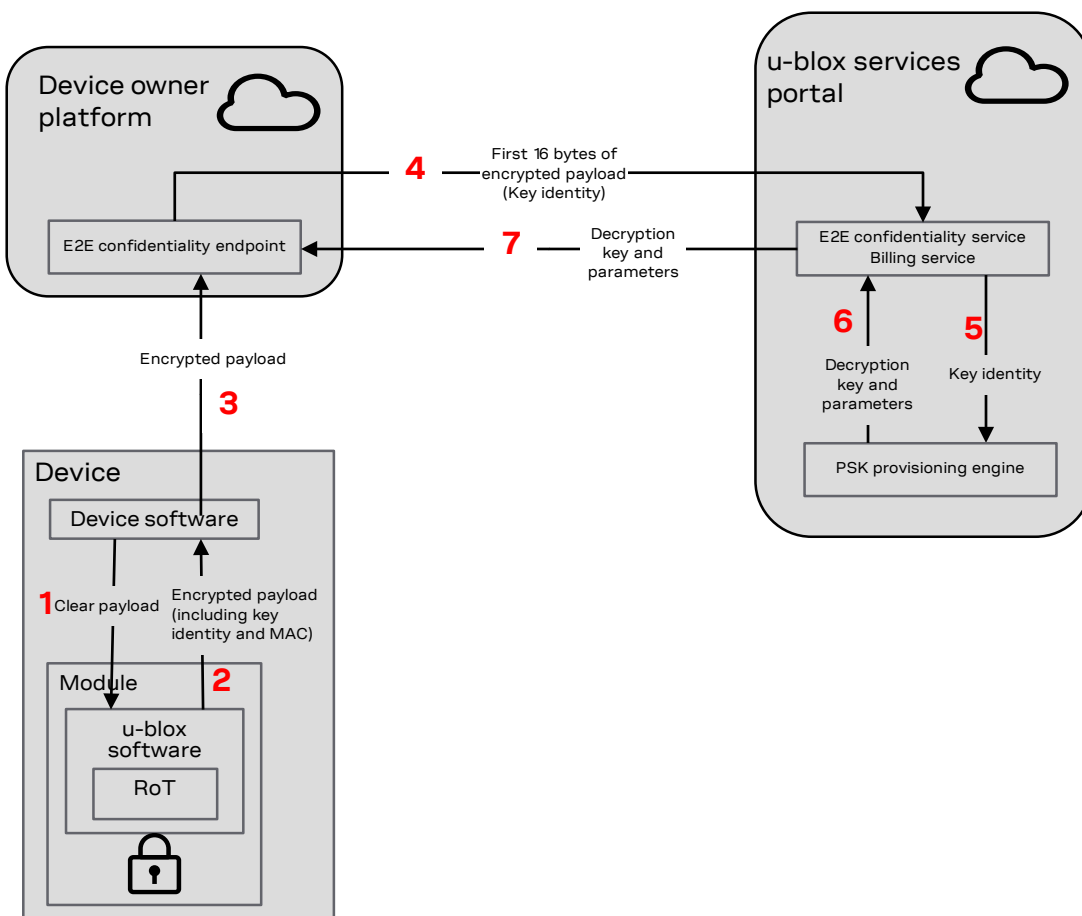 Device owner
platform
u-blox services
portal
4
First 16 bytes of
encrypted payload
(Key identity)
E2E confidentiality endpoint
7
Decryption
key and
parameters
E2E confidentiality service
Billing service
6
5
Decryption
key and
parameters
Key identity
PSK provisioning engine
Encrypted payload
3
Device
Device software
1
Clear payload
Encrypted payload
(including key
identity and MAC)
2
Module
u-blox
software
RoT